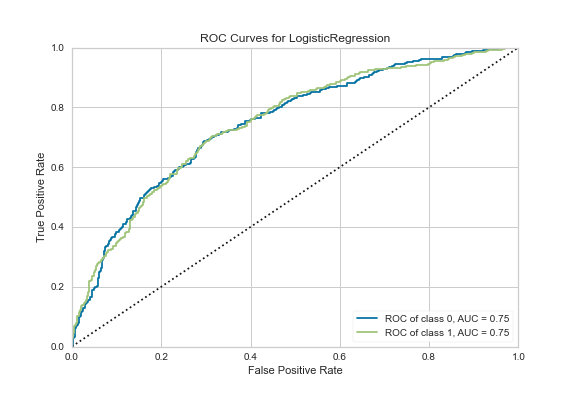 ROC Curves for LogisticRegression
1.0
0.8
0.6
0.4
0.2
0.0
True Positive Rate
ROC of class 0, AUC = 0.75
ROC of class 1, AUC = 0.75
0.0 0.2 0.4 0.6 0.8 1.0
False Positive Rate